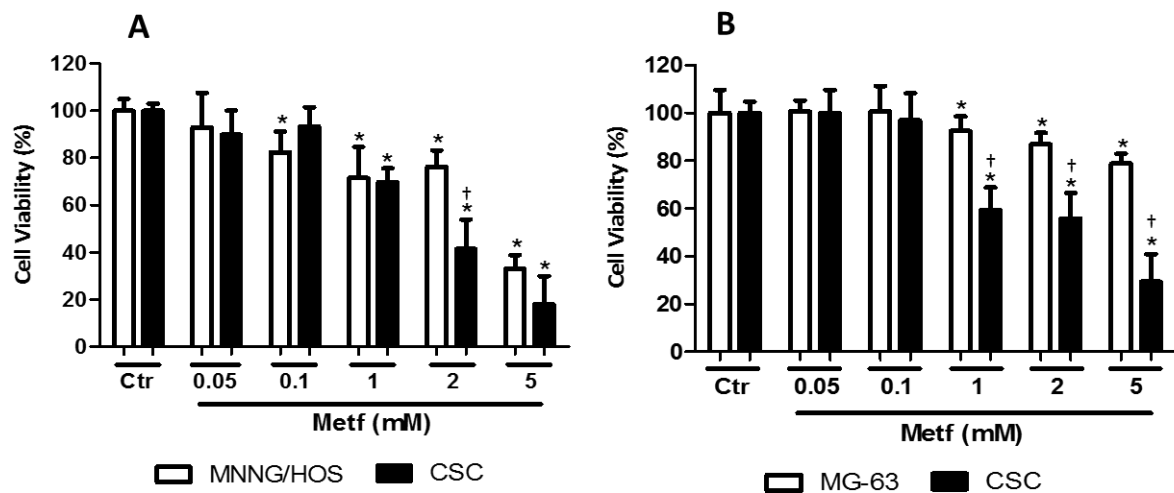 A
Cell Viability (%)
120
100
80
60
40
20
0
* * * * † * * *
Ctr 0.05 0.1 1 2 5
Metf (mM)
MNNG/HOS CSC
B
Cell Viability (%)
120
100
80
60
40
20
0
* † * * † * * † *
Ctr 0.05 0.1 1 2 5
Metf (mM)
MG-63 CSC